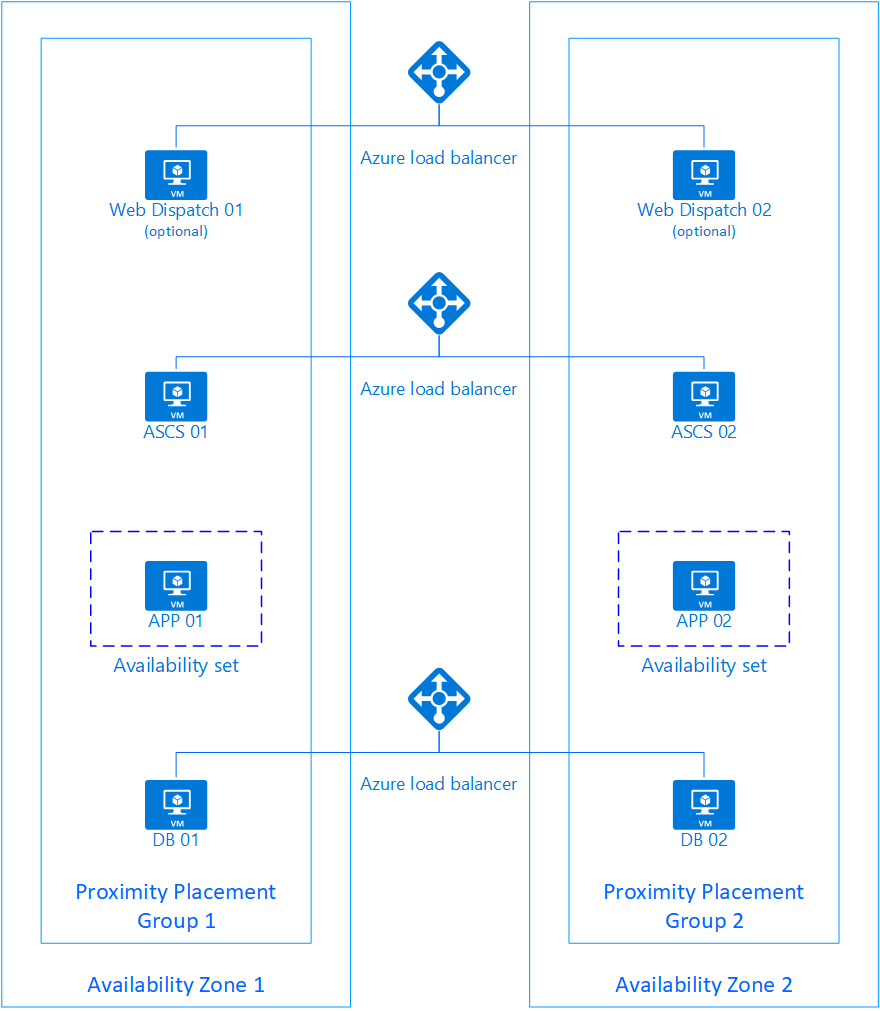 Azure load balancer
VM
VM
Web Dispatch 01
Web Dispatch 02
(optional)
(optional)
Azure load balancer
VM
VM
ASCS 01
ASCS 02
VM
VM
APP 01
APP 02
Availability set
Availability set
Azure load balancer
VM
VM
DB 01
DB 02
Proximity Placement
Group 1
Proximity Placement
Group 2
Availability Zone 1
Availability Zone 2